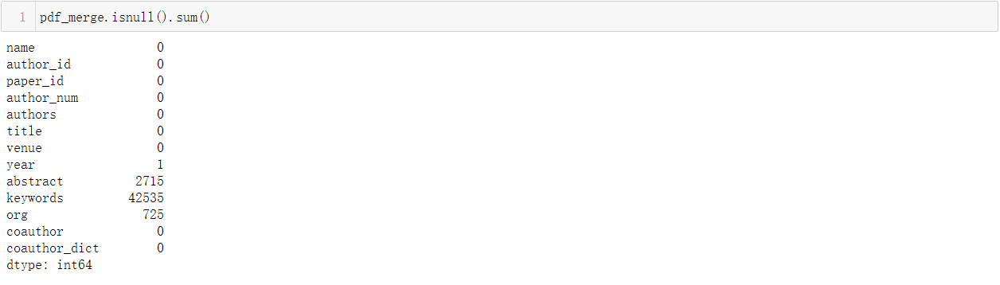 1 pdf_merge.isnull().sum()
name 0
author_id 0
paper_id 0
author_num 0
authors 0
title 0
venue 0
year 1
abstract 2715
keywords 42535
org 725
coauthor 0
coauthor_dict 0
dtype: int64